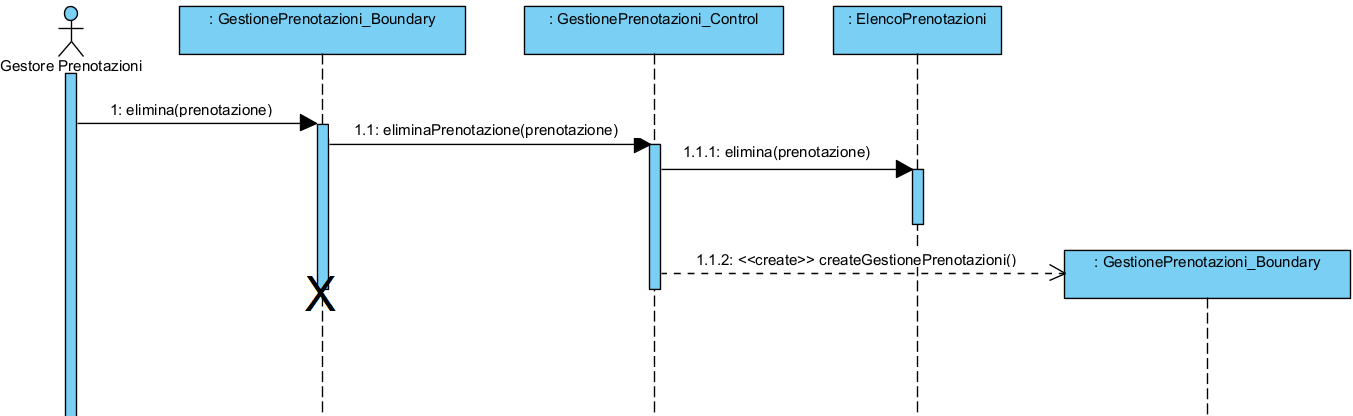 : GestionePrenotazioni_Boundary
: GestionePrenotazioni_Control
: ElencoPrenotazioni
Gestore Prenotazioni
1: elimina(prenotazione)
1.1: eliminaPrenotazione(prenotazione)
1.1.1: elimina(prenotazione)
1.1.2: <<create>> createGestionePrenotazioni()
: GestionePrenotazioni_Boundary